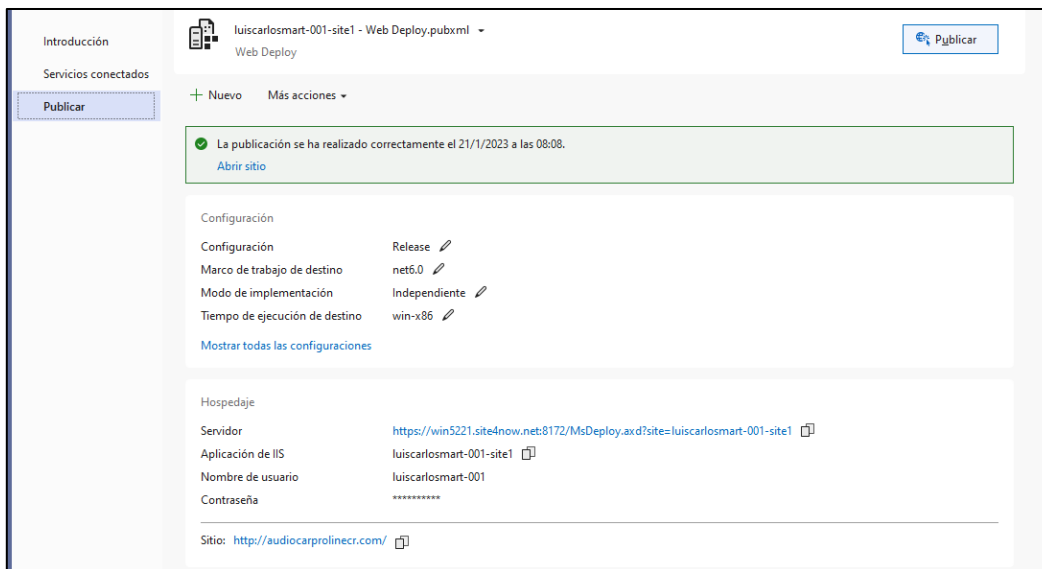 Introducción
Servicios conectados
Publicar
luiscarlosmart-001-site1 - Web Deploy.pubxml
Web Deploy
Publicar
Nuevo
Más acciones
La publicación se ha realizado correctamente el 21/1/2023 a las 08:08.
Abrir sitio
Configuración
Configuración Release
Marco de trabajo de destino net6.0
Modo de implementación Independiente
Tiempo de ejecución de destino win-x86
Mostrar todas las configuraciones
Hospedaje
Servidor https://win5221.site4now.net:8172/MsDeploy.axd?site=luiscarlosmart-001-site1
Aplicación de IIS luiscarlosmart-001-site1
Nombre de usuario luiscarlosmart-001
Contraseña **********
Sitio: http://audiocarprolinecr.com/